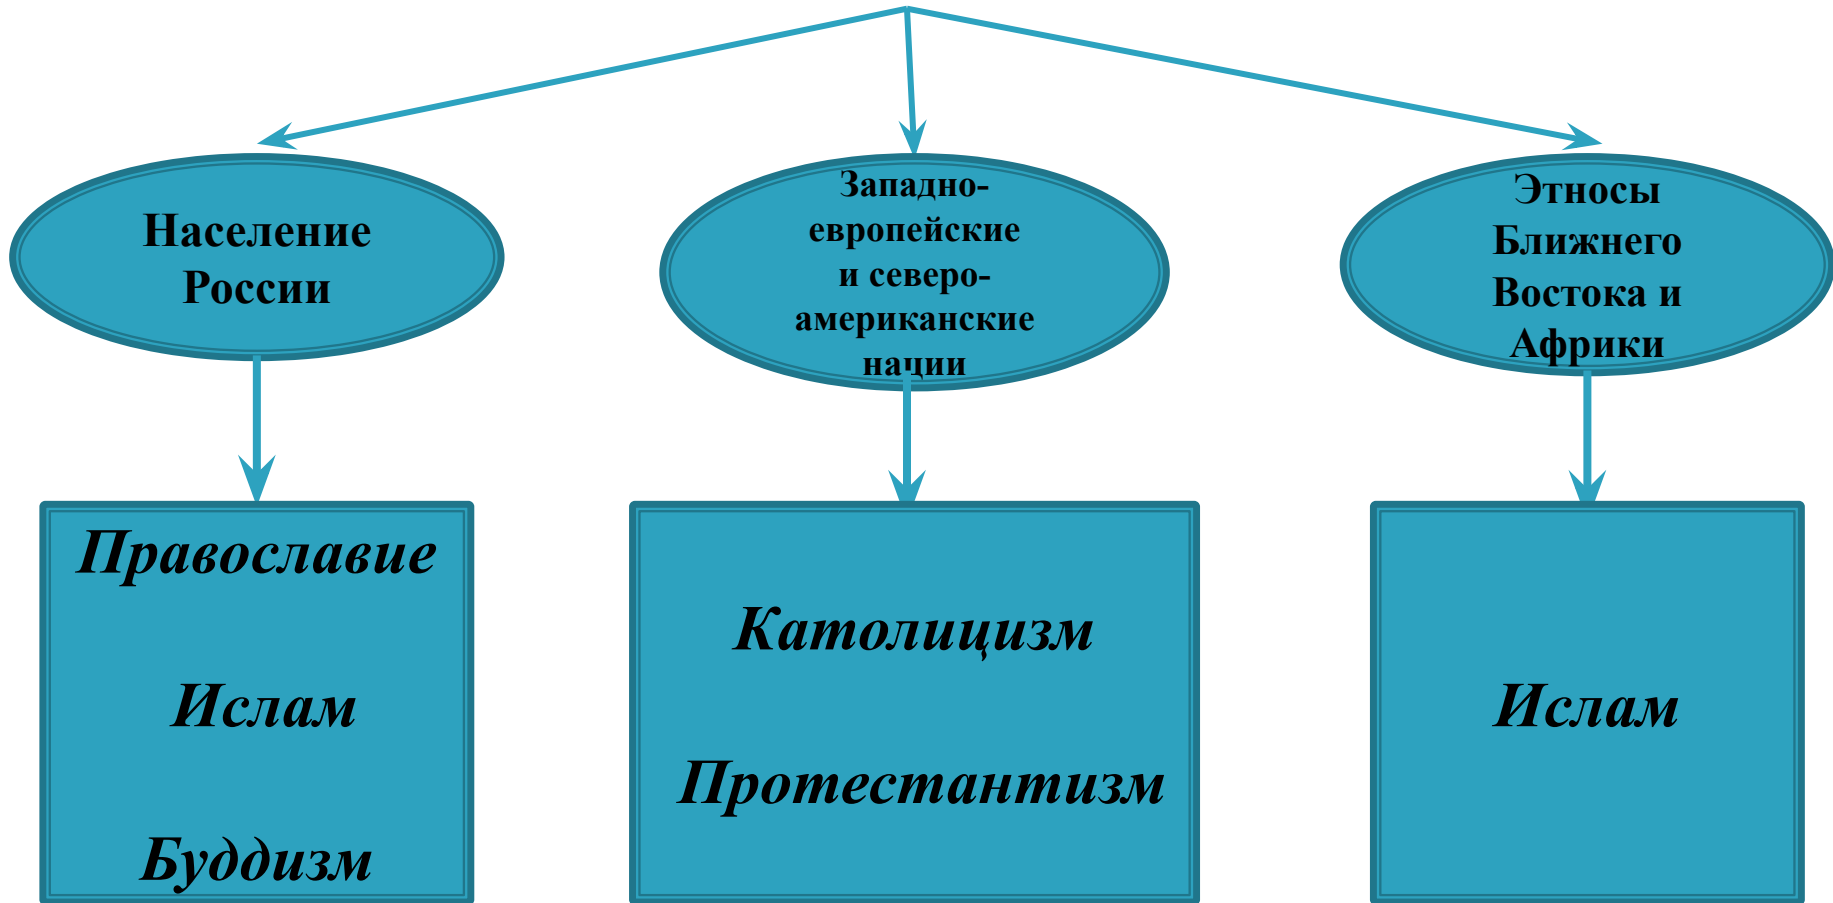 Население
России
Западно-
европейские
и северо-
американские
нации
Этносы
Ближнего
Востока и
Африки
Православие
Ислам
Буддизм
Католицизм
Протестантизм
Ислам